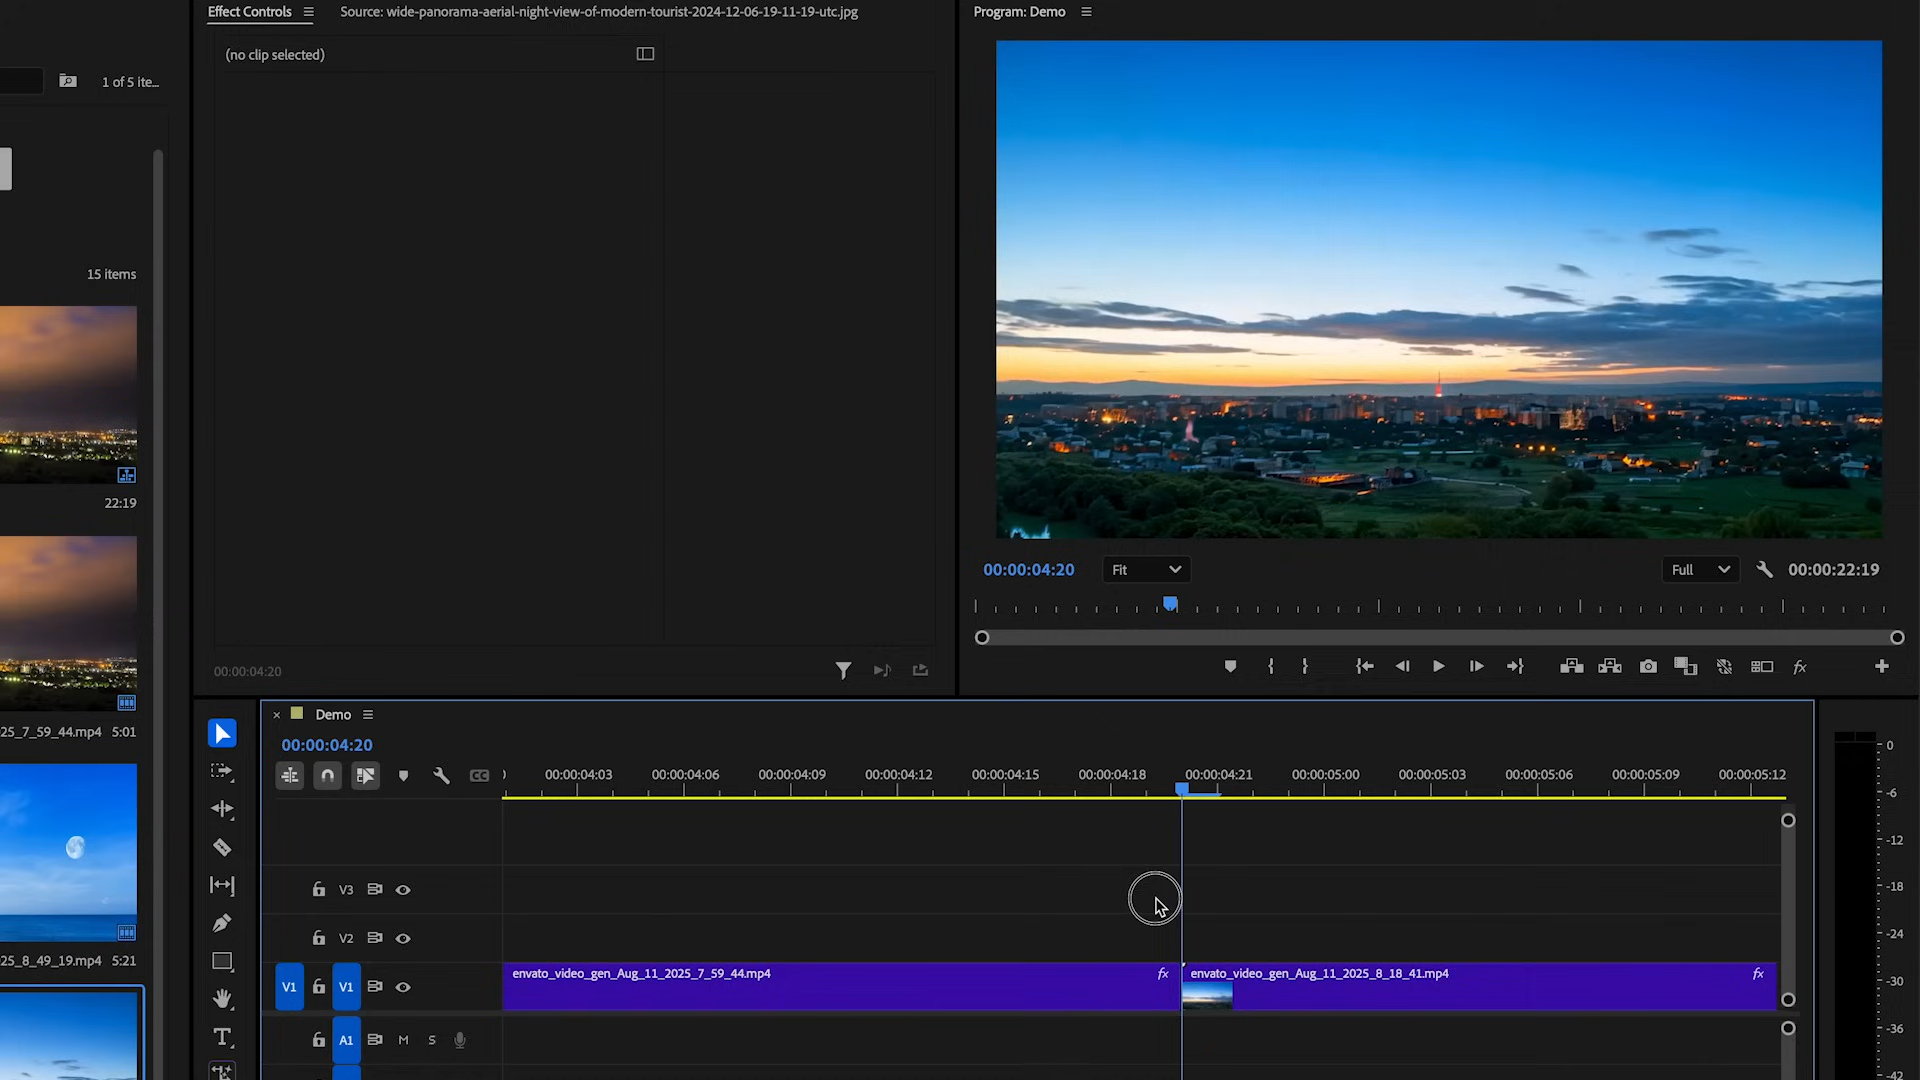 Effect Controls
Source: wide-panorama-aerial-night-view-of-modern-tourist-2024-12-06-19-11-19-utc.jpg
Program: Demo
(no clip selected)
1 of 5 ite...
15 items
22:19
25_7_59_44.mp4 5:01
25_8_49_19.mp4 5:21
00:00:04:20
00:00:04:20
Fit
Full
00:00:22:19
fx
Demo
00:00:04:20
CC
00:00:04:03
00:00:04:06
00:00:04:09
00:00:04:12
00:00:04:15
00:00:04:18
00:00:04:21
00:00:05:00
00:00:05:03
00:00:05:06
00:00:05:09
00:00:05:12
V3
V2
V1 V1
envato_video_gen_Aug_11_2025_7_59_44.mp4 fx
envato_video_gen_Aug_11_2025_8_18_41.mp4 fx
A1 M S
T
0
-6
-12
-18
-24
-30
-36
-42